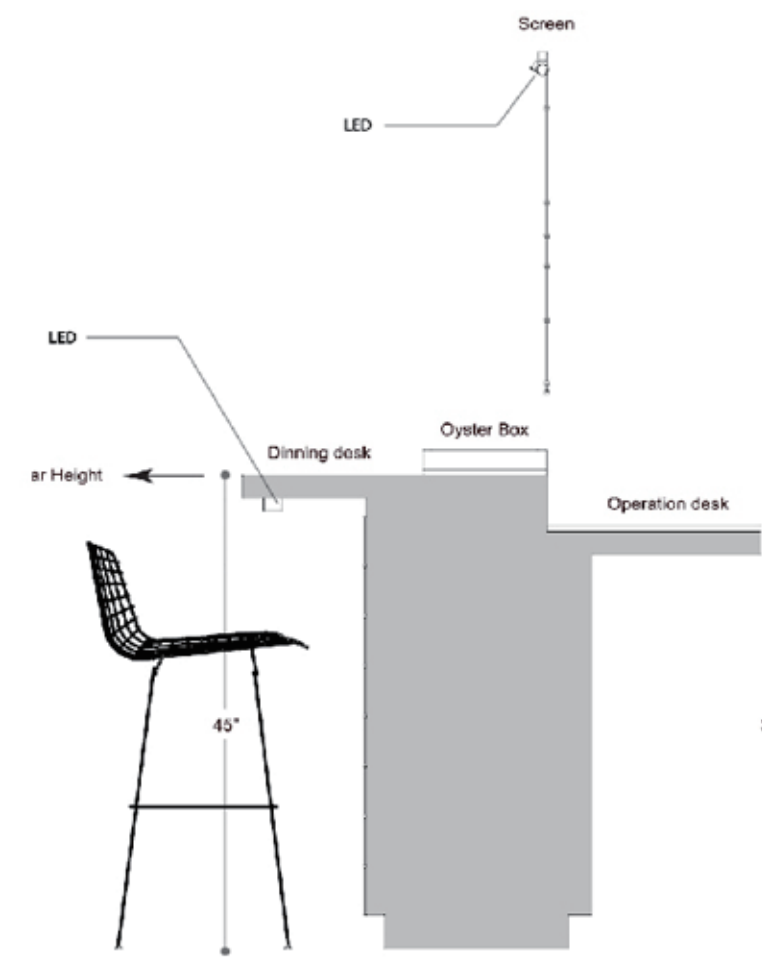 Screen
LED
LED
Oyster Box
Dinning desk
ar Height
Operation desk
45"